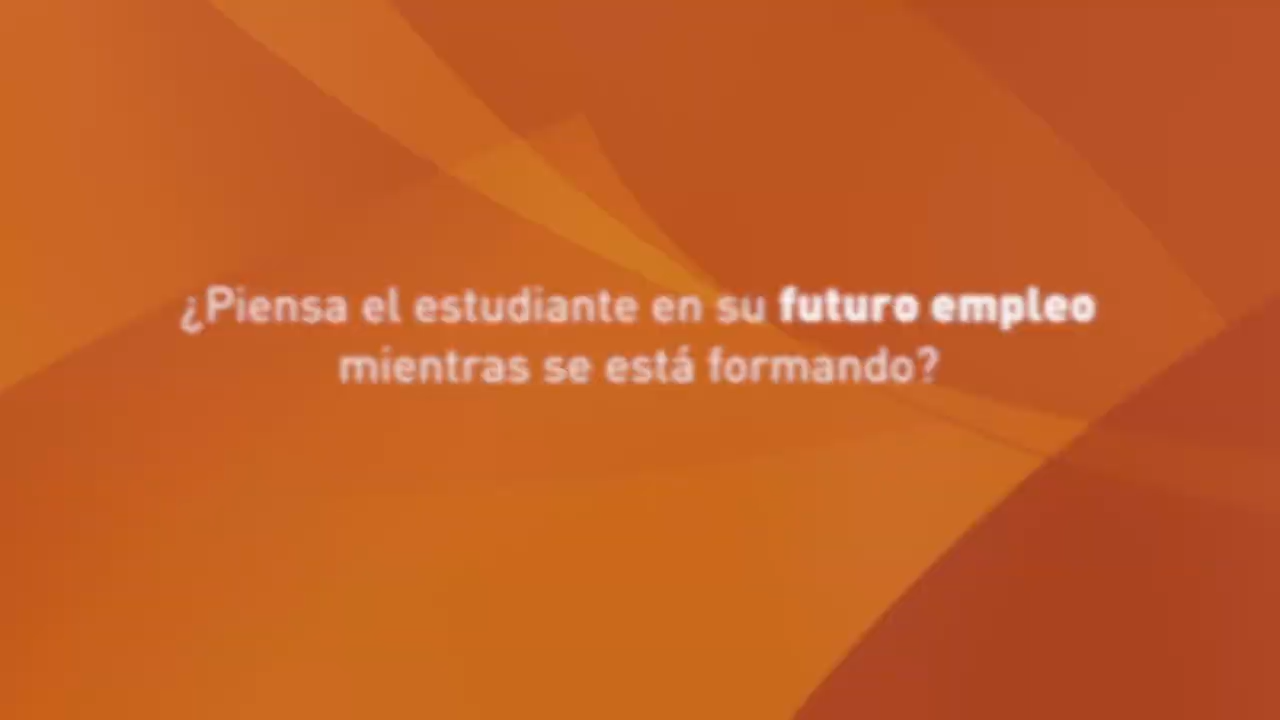 ¿Piensa el estudiante en su futuro empleo
mientras se está formando?